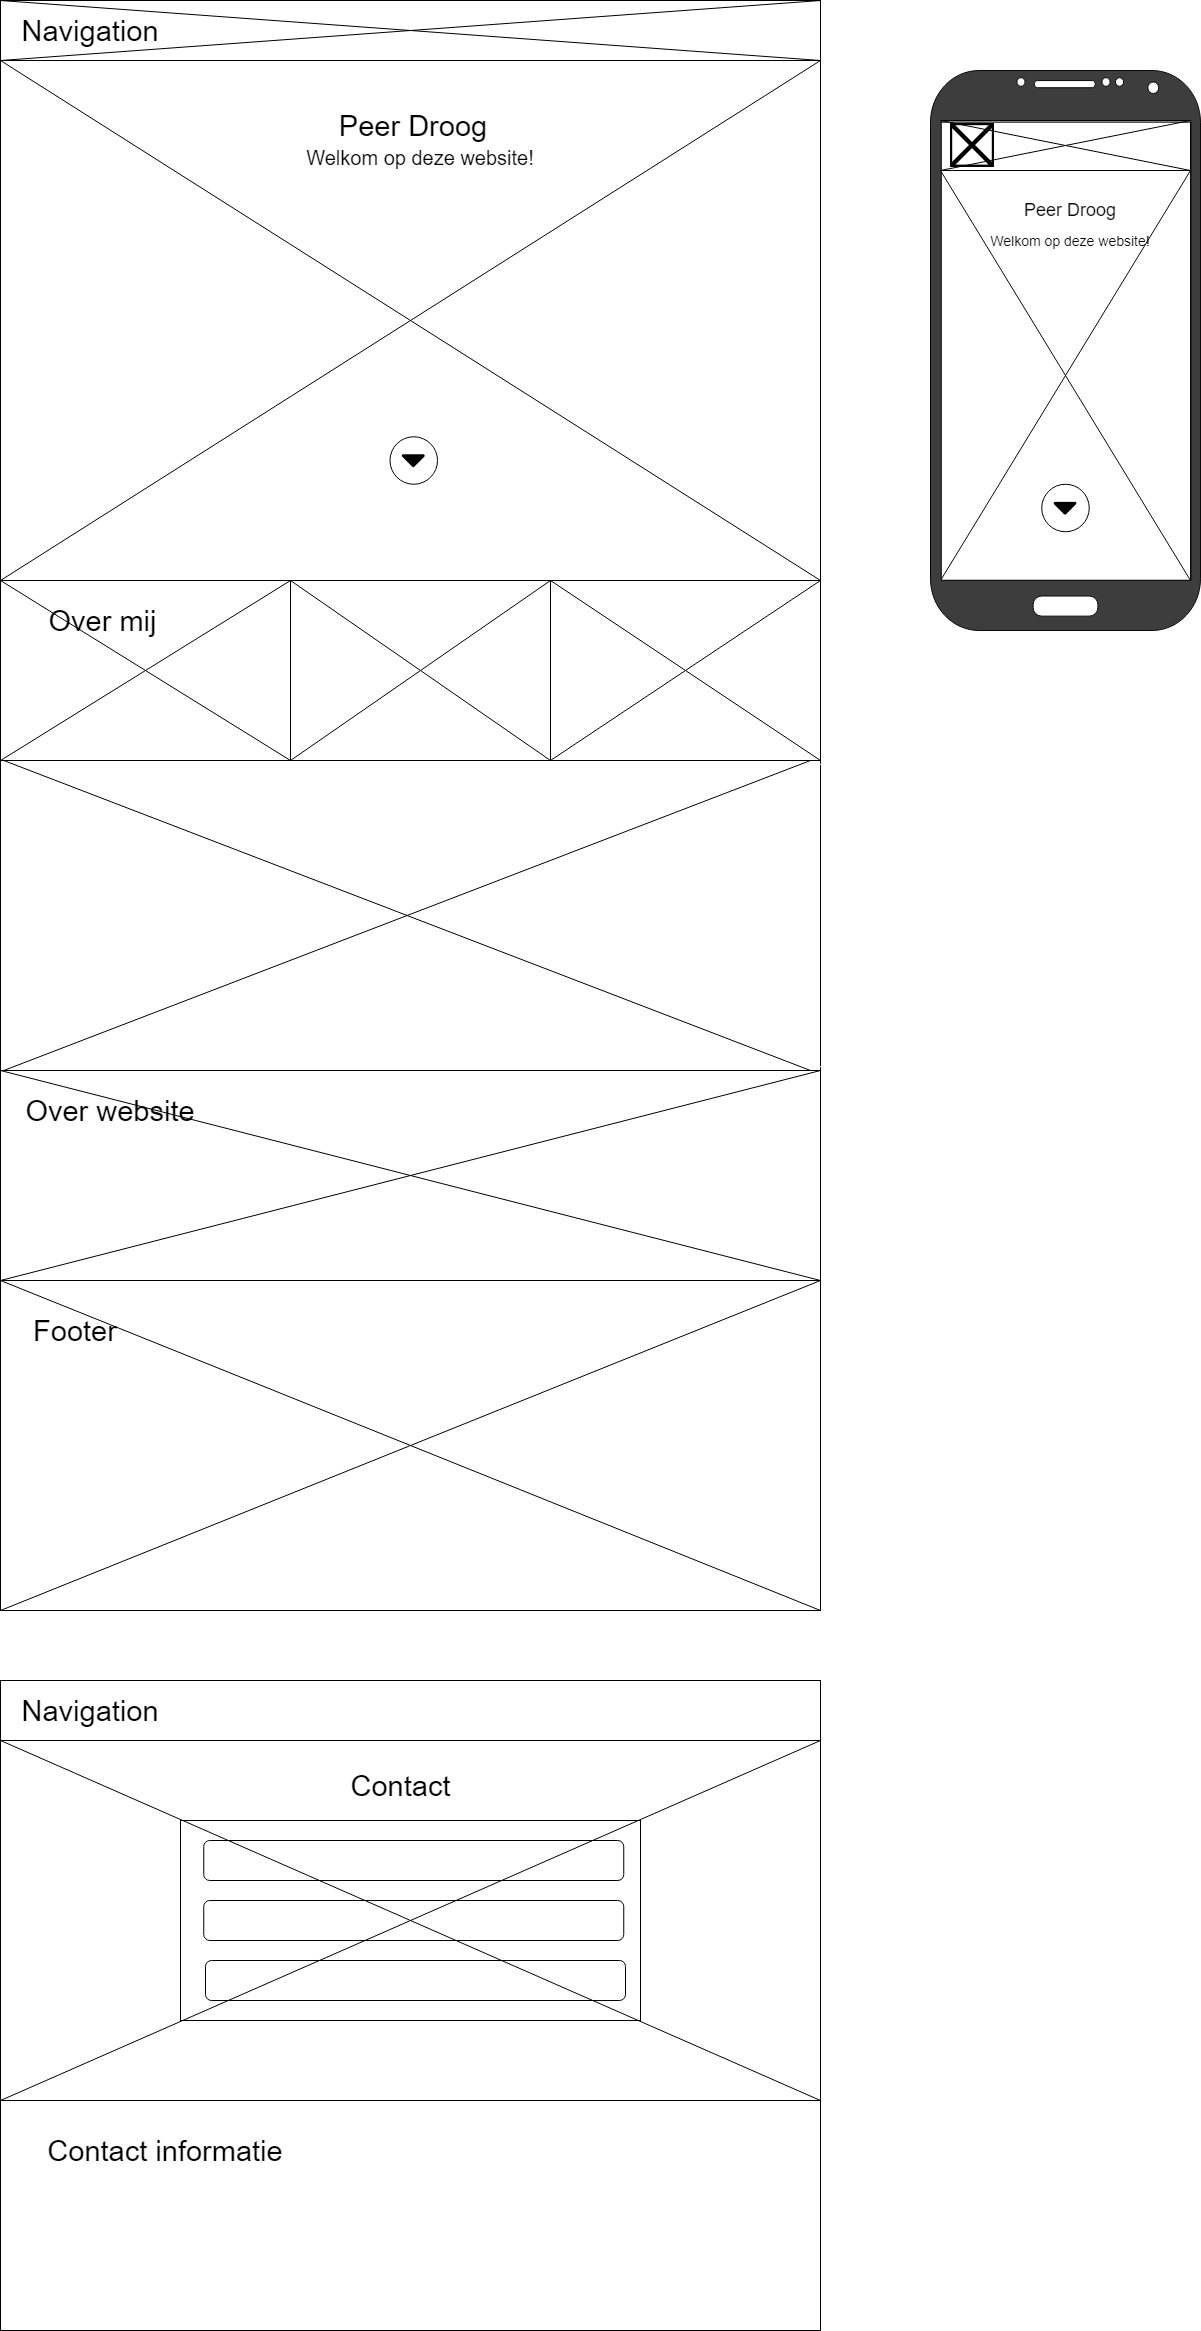 Navigation
Peer Droog
Welkom op deze website!
Peer Droog
Welkom op deze website!
Over mij
Over website
Footer
Navigation
Contact
Contact informatie